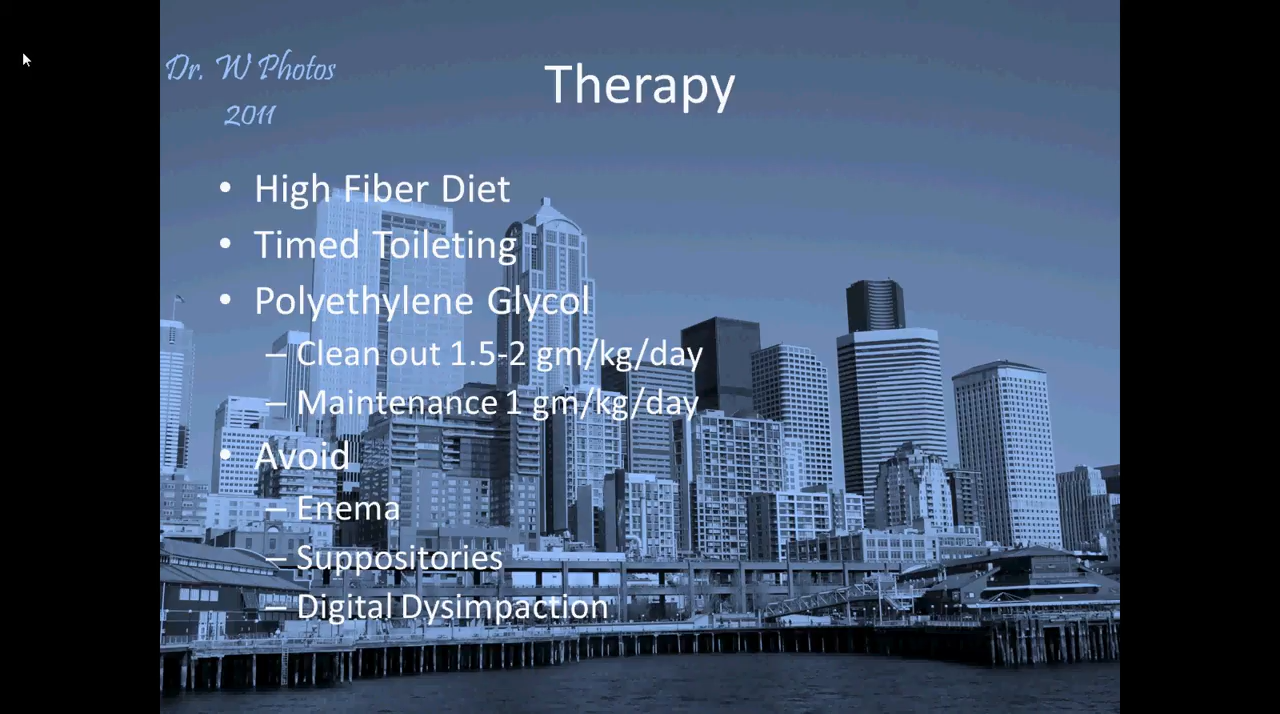 Dr. W Photos
2011
Therapy
• High Fiber Diet
• Timed Toileting
• Polyethylene Glycol
– Clean out 1.5-2 gm/kg/day
– Maintenance 1 gm/kg/day
• Avoid
– Enema
– Suppositories
– Digital Dysimpaction